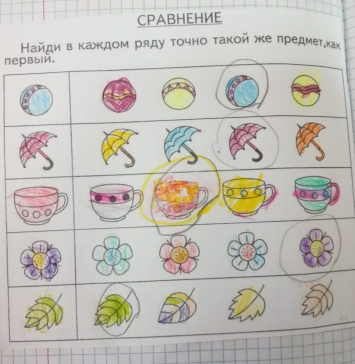 СРАВНЕНИЕ
Найди в каждом ряду точно такой же предмет,как
первый.